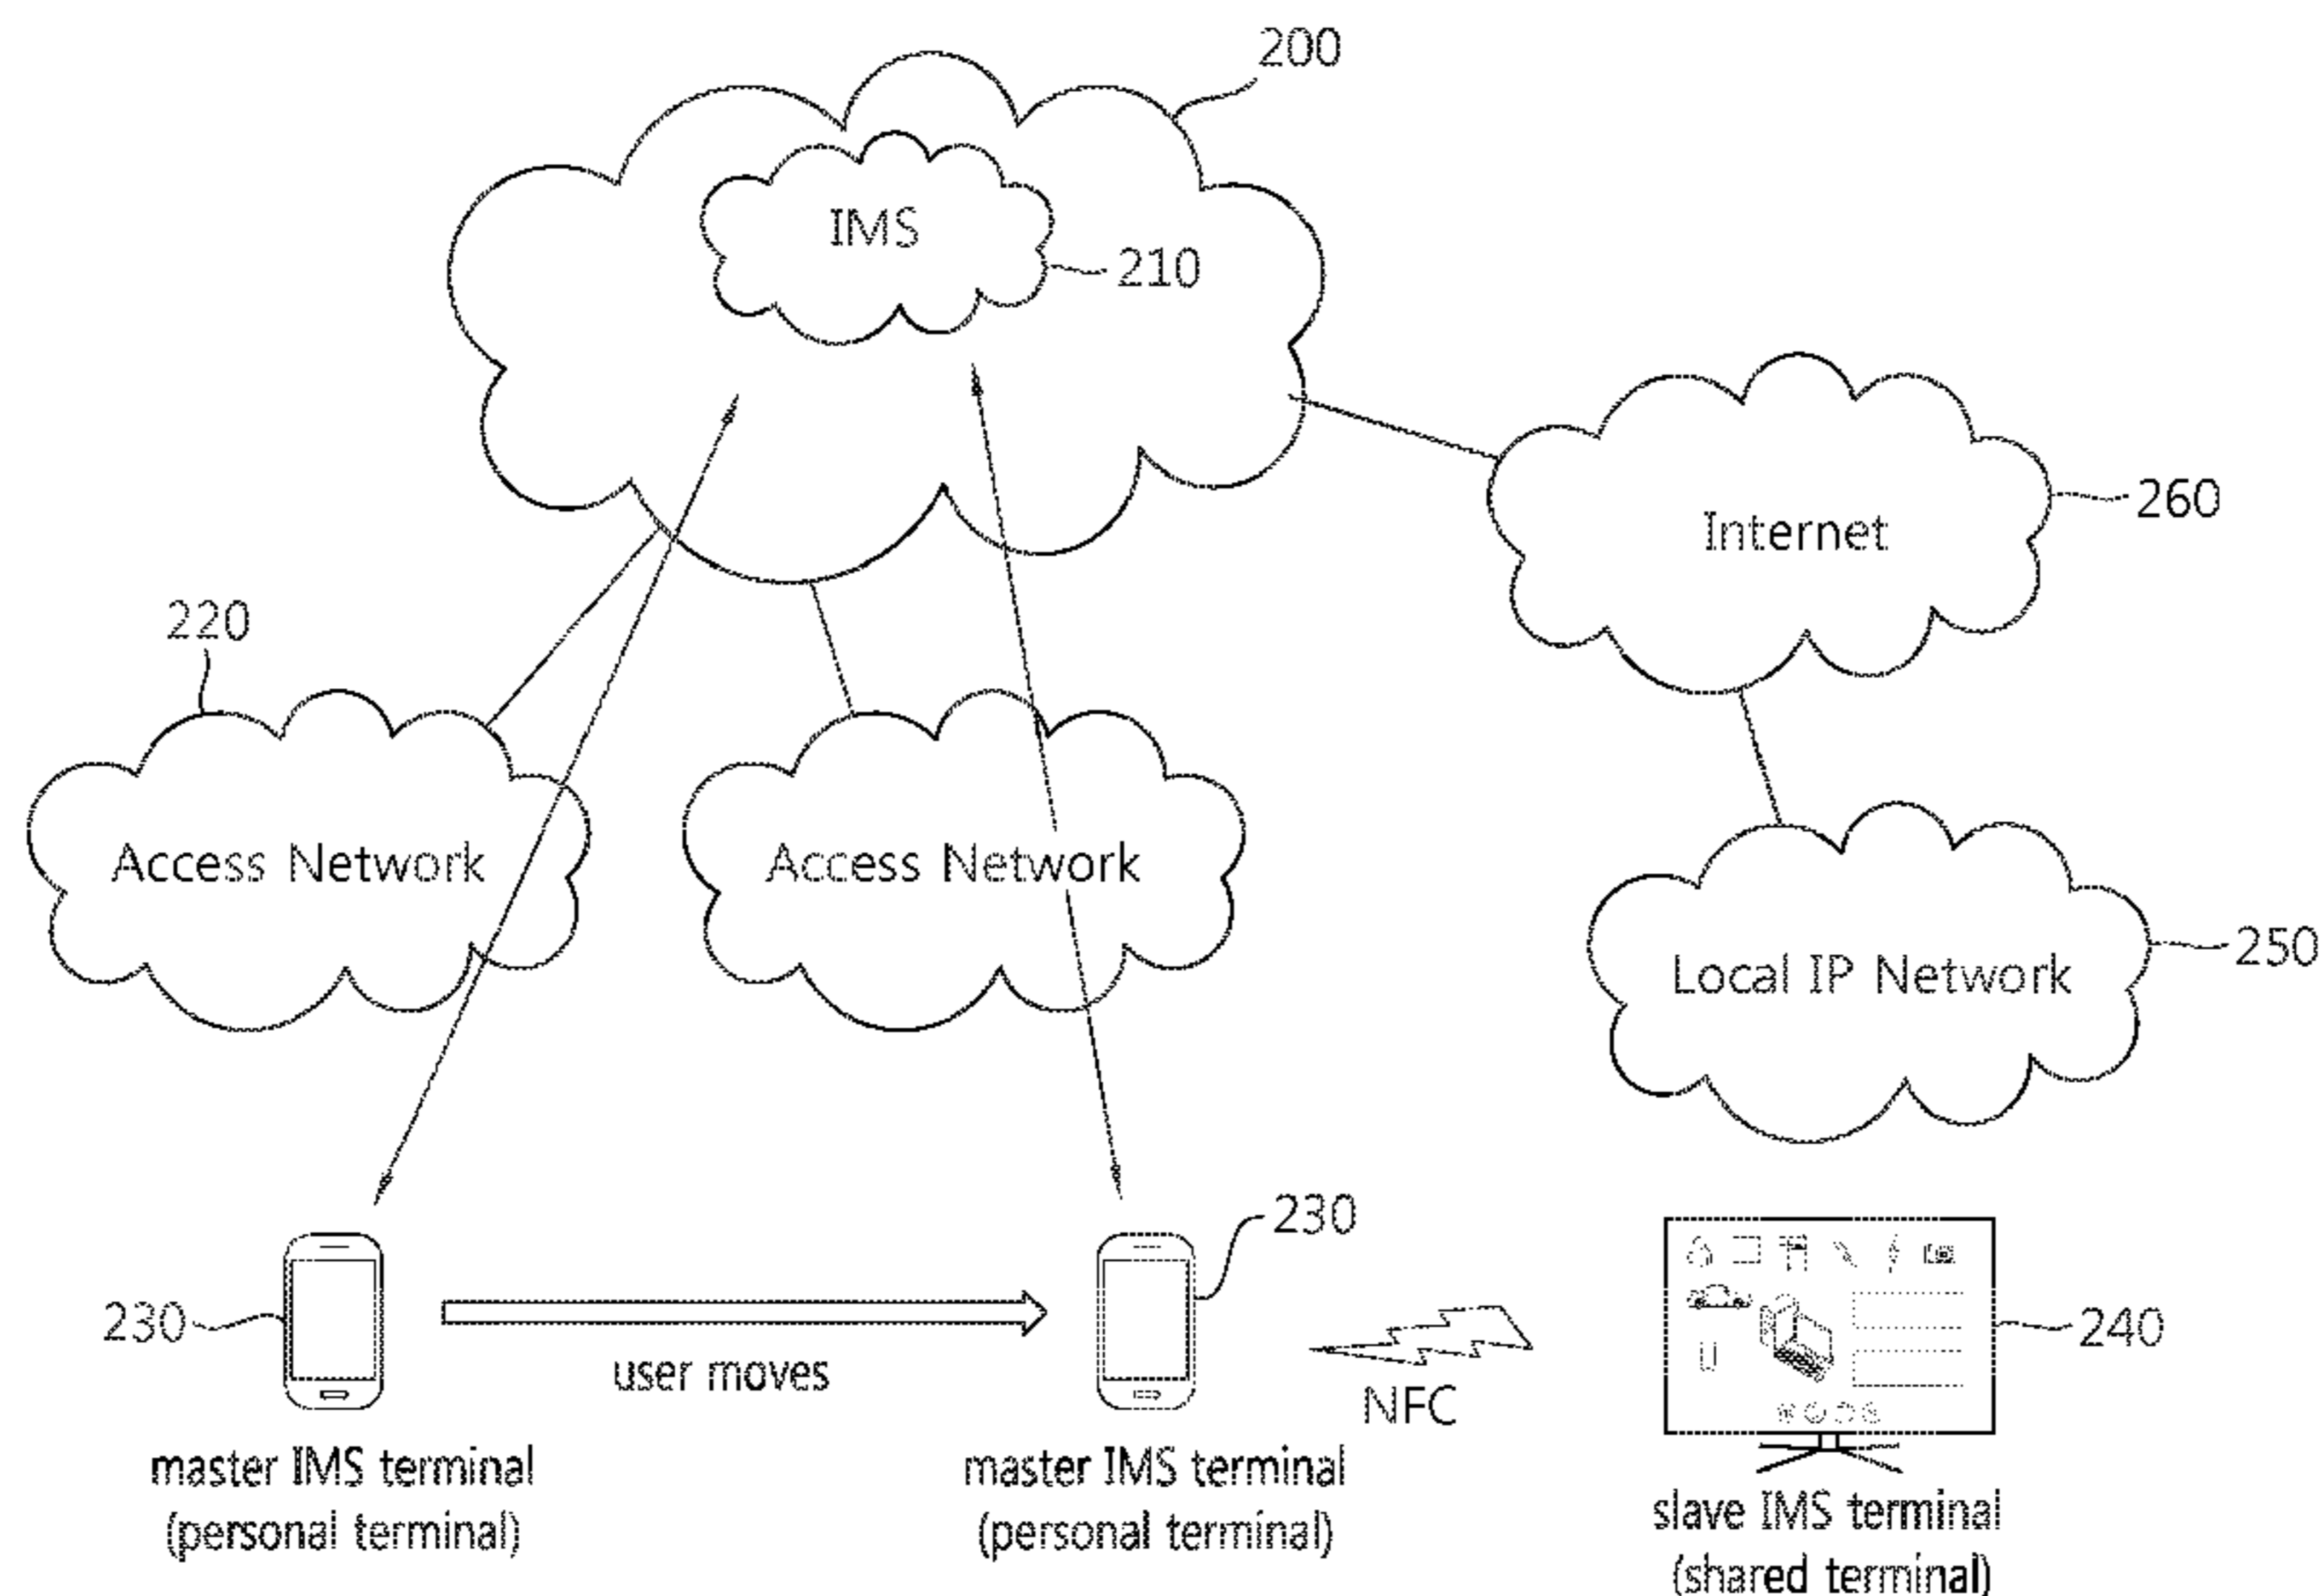 200
IMS
210
260
Internet
220
Access Network
Access Network
250
Local IP Network
230
230
240
user moves
NFC
master IMS terminal
(personal terminal)
master IMS terminal
(personal terminal)
slave IMS terminal
(shared terminal)